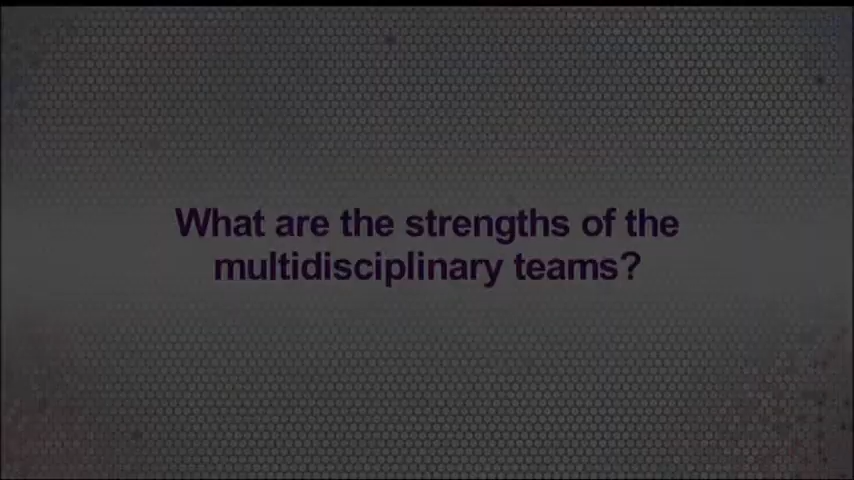 What are the strengths of the
multidisciplinary teams?